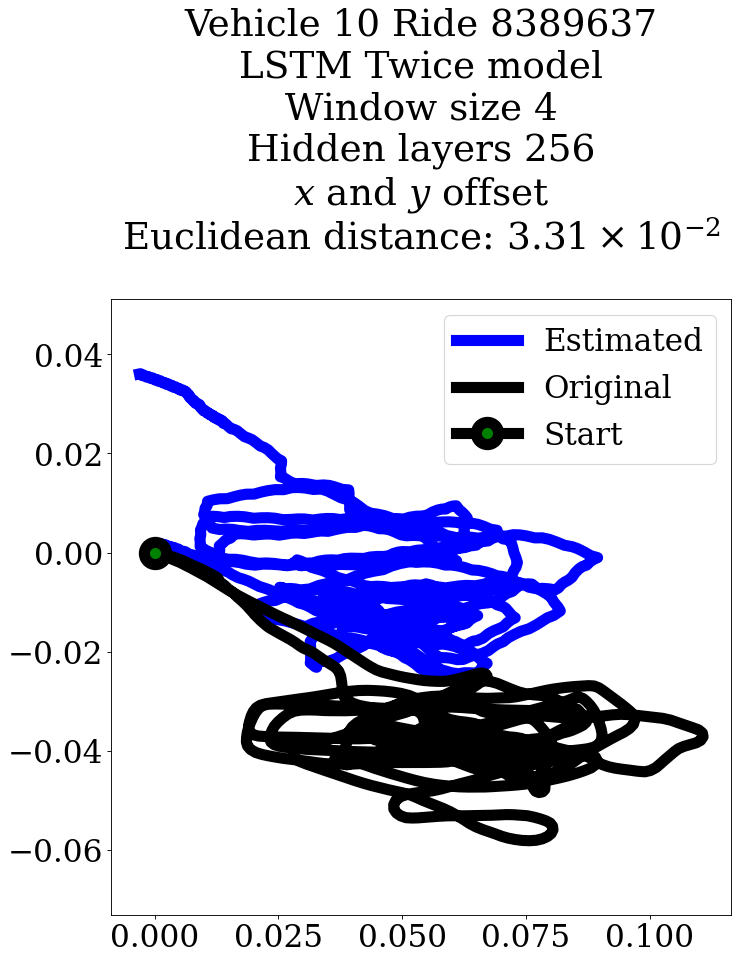 Vehicle 10 Ride 8389637
LSTM Twice model
Window size 4
Hidden layers 256
x and y offset
Euclidean distance: 3.31 × 10⁻²
Estimated
Original
Start
0.04
0.02
0.00
−0.02
−0.04
−0.06
0.000 0.025 0.050 0.075 0.100